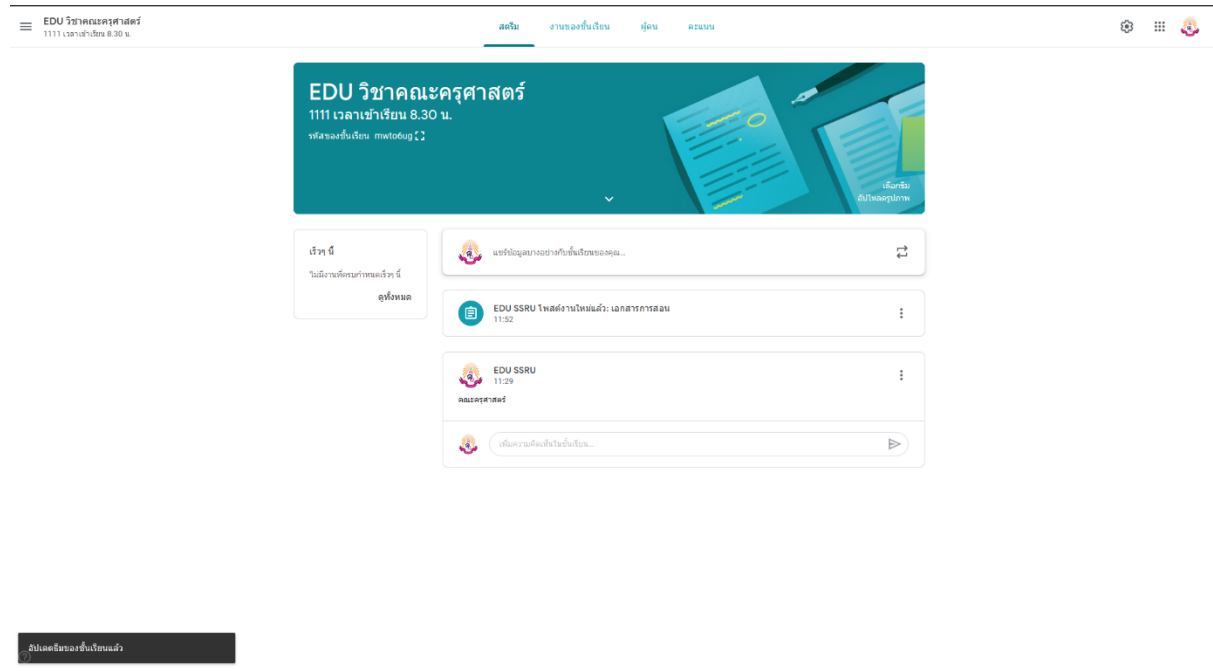 EDU วิชาคณะครุศาสตร์
1111 เวลาเข้าเรียน 8.30 น.
สตรีม งานของชั้นเรียน ผู้คน คะแนน
EDU วิชาคณะครุศาสตร์
1111 เวลาเข้าเรียน 8.30 น.
รหัสของชั้นเรียน mwto6ug
เลือกธีม
อัปโหลดรูปภาพ
เร็วๆ นี้
ไม่มีงานที่ครบกำหนดเร็วๆ นี้
ดูทั้งหมด
แชร์ข้อมูลบางอย่างกับชั้นเรียนของคุณ...
EDU SSRU โพสต์งานใหม่แล้ว: เอกสารการสอน
11:52
EDU SSRU
11:29
คณะครุศาสตร์
เพิ่มความคิดเห็นในชั้นเรียน...
อัปเดตธีมของชั้นเรียนแล้ว